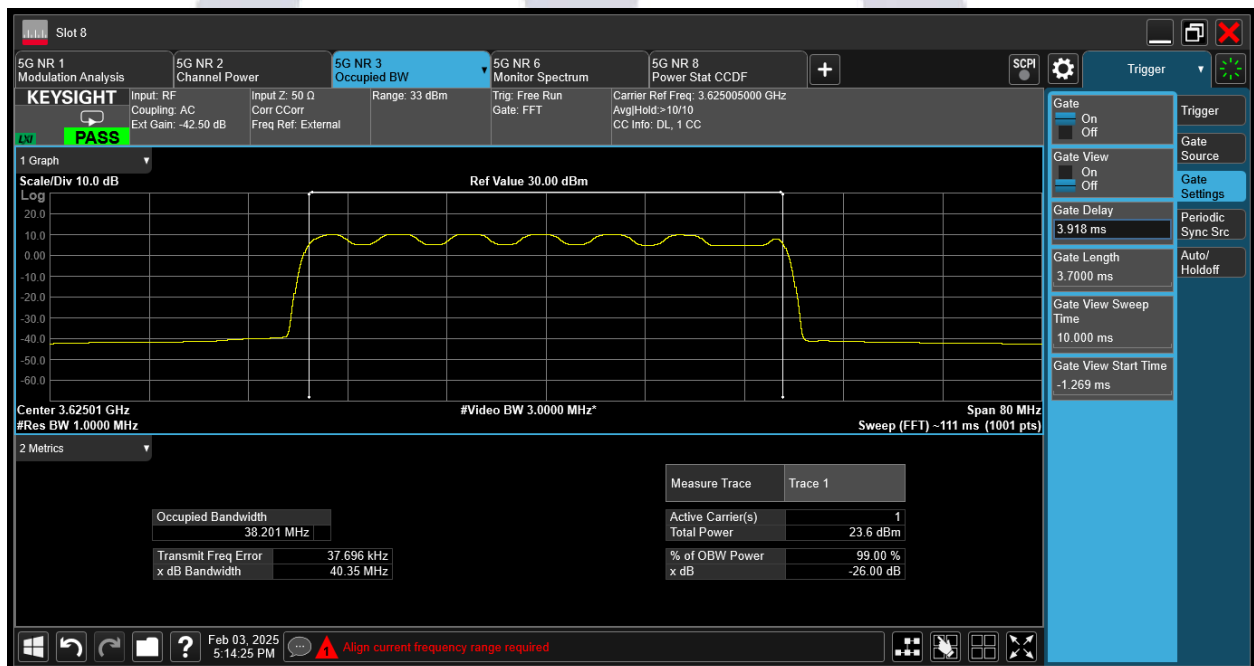 Slot 8
5G NR 1
Modulation Analysis
5G NR 2
Channel Power
5G NR 3
Occupied BW
5G NR 6
Monitor Spectrum
5G NR 8
Power Stat CCDF
+
SCPI
Trigger
KEYSIGHT
LXI
PASS
Input: RF
Coupling: AC
Ext Gain: -42.50 dB
Input Z: 50 Ω
Corr CCorr
Freq Ref: External
Range: 33 dBm
Trig: Free Run
Gate: FFT
Carrier Ref Freq: 3.625005000 GHz
Avg|Hold:>10/10
CC Info: DL, 1 CC
1 Graph
Scale/Div 10.0 dB
Ref Value 30.00 dBm
Log
20.0
10.0
0.00
-10.0
-20.0
-30.0
-40.0
-50.0
-60.0
Center 3.62501 GHz
#Video BW 3.0000 MHz*
Span 80 MHz
#Res BW 1.0000 MHz
Sweep (FFT) ~111 ms (1001 pts)
2 Metrics
Measure Trace
Trace 1
Occupied Bandwidth
38.201 MHz
Transmit Freq Error
37.696 kHz
x dB Bandwidth
40.35 MHz
Active Carrier(s)
1
Total Power
23.6 dBm
% of OBW Power
99.00 %
x dB
-26.00 dB
Gate
On
Off
Gate View
On
Off
Gate Delay
3.918 ms
Gate Length
3.7000 ms
Gate View Sweep
Time
10.000 ms
Gate View Start Time
-1.269 ms
Trigger
Gate
Source
Gate
Settings
Periodic
Sync Src
Auto/
Holdoff
?
Feb 03, 2025
5:14:25 PM
1
Align current frequency range required